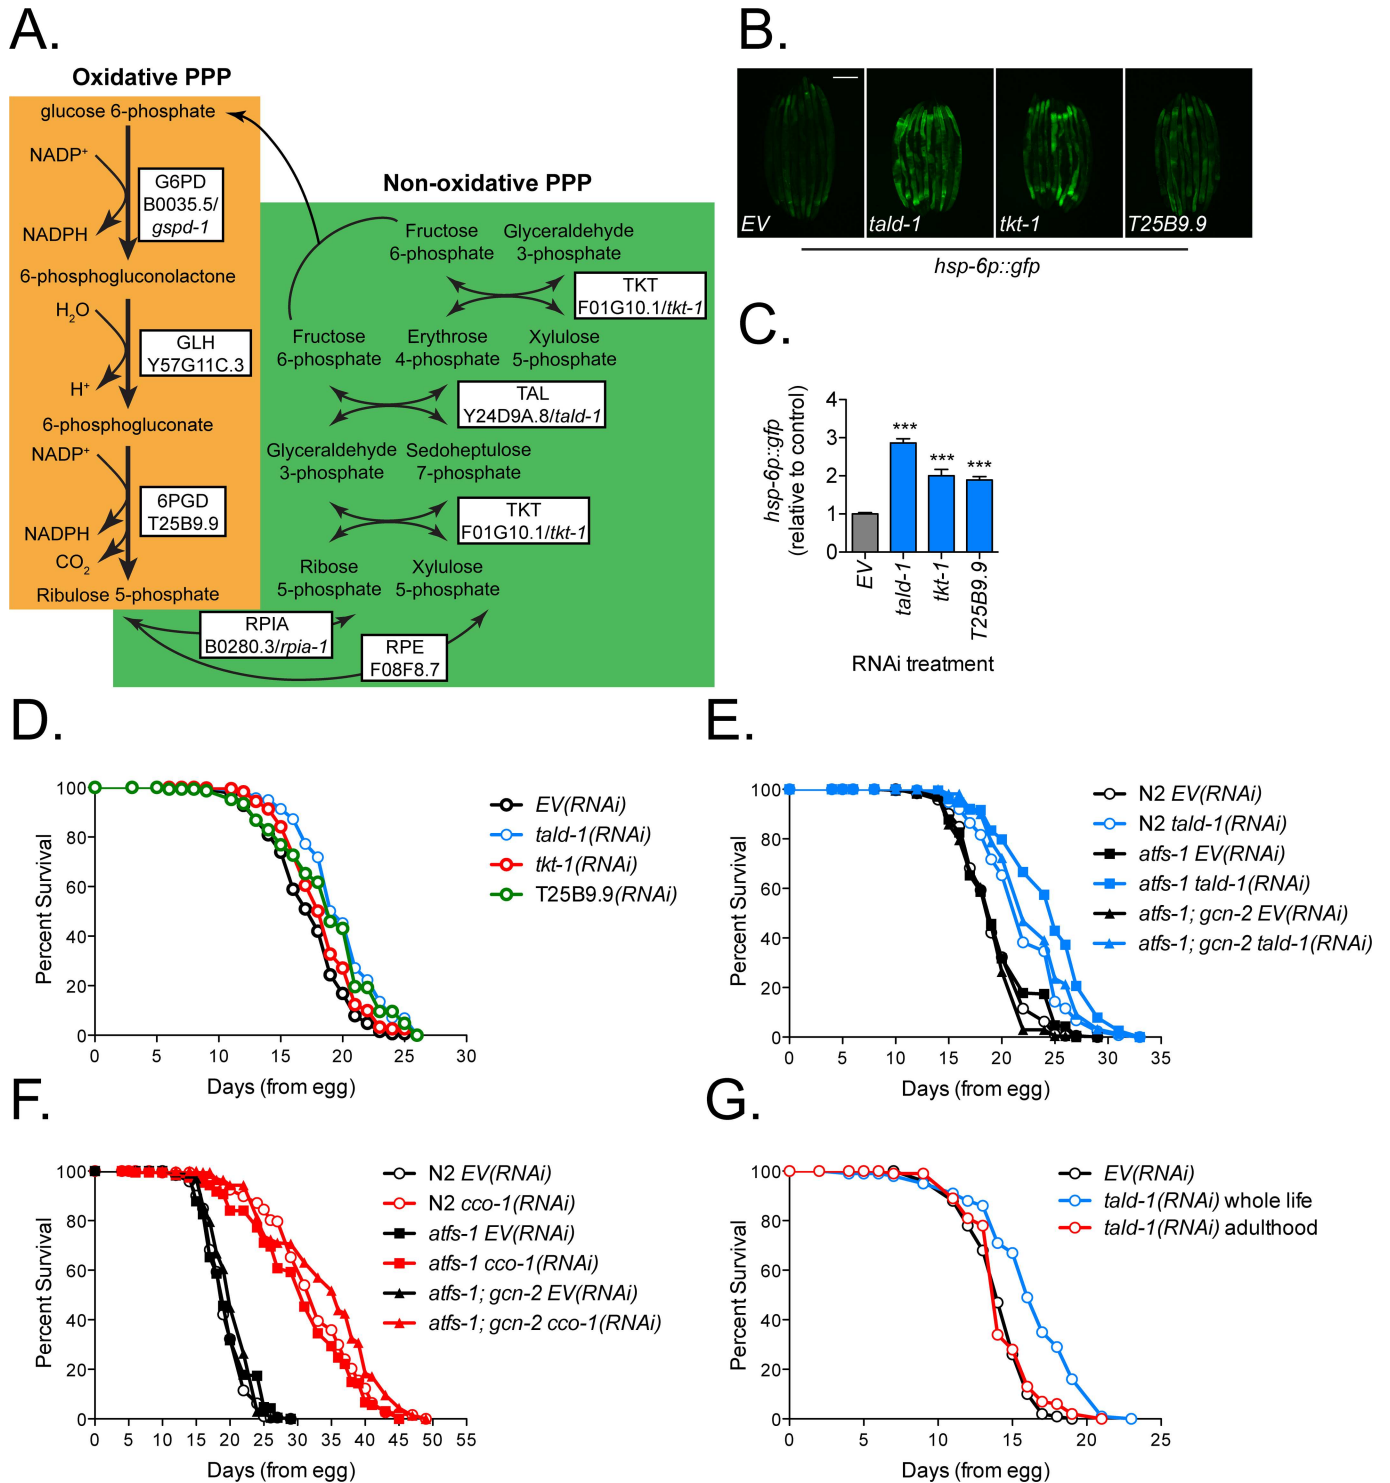 A.
Oxidative PPP
glucose 6-phosphate
NADP+
G6PD
B0035.5/
gspd-1
NADPH
6-phosphogluconolactone
H2O
GLH
Y57G11C.3
H+
6-phosphogluconate
NADP+
6PGD
T25B9.9
NADPH
CO2
Ribulose 5-phosphate
Non-oxidative PPP
Fructose
6-phosphate
Glyceraldehyde
3-phosphate
TKT
F01G10.1/tkt-1
Fructose
6-phosphate
Erythrose
4-phosphate
Xylulose
5-phosphate
TAL
Y24D9A.8/tald-1
Glyceraldehyde
3-phosphate
Sedoheptulose
7-phosphate
TKT
F01G10.1/tkt-1
Ribose
5-phosphate
Xylulose
5-phosphate
RPIA
B0280.3/rpia-1
RPE
F08F8.7
B.
EV
tald-1
tkt-1
T25B9.9
hsp-6p::gfp
C.
hsp-6p::gfp
(relative to control)
4
3
2
1
0
***
***
***
EV
tald-1
tkt-1
T25B9.9
RNAi treatment
D.
Percent Survival
100
80
60
40
20
0
0 5 10 15 20 25 30
Days (from egg)
EV(RNAi)
tald-1(RNAi)
tkt-1(RNAi)
T25B9.9(RNAi)
E.
Percent Survival
100
80
60
40
20
0
0 5 10 15 20 25 30 35
Days (from egg)
N2 EV(RNAi)
N2 tald-1(RNAi)
atfs-1 EV(RNAi)
atfs-1 tald-1(RNAi)
atfs-1; gcn-2 EV(RNAi)
atfs-1; gcn-2 tald-1(RNAi)
F.
Percent Survival
100
80
60
40
20
0
0 5 10 15 20 25 30 35 40 45 50 55
Days (from egg)
N2 EV(RNAi)
N2 cco-1(RNAi)
atfs-1 EV(RNAi)
atfs-1 cco-1(RNAi)
atfs-1; gcn-2 EV(RNAi)
atfs-1; gcn-2 cco-1(RNAi)
G.
Percent Survival
100
80
60
40
20
0
0 5 10 15 20 25
Days (from egg)
EV(RNAi)
tald-1(RNAi) whole life
tald-1(RNAi) adulthood